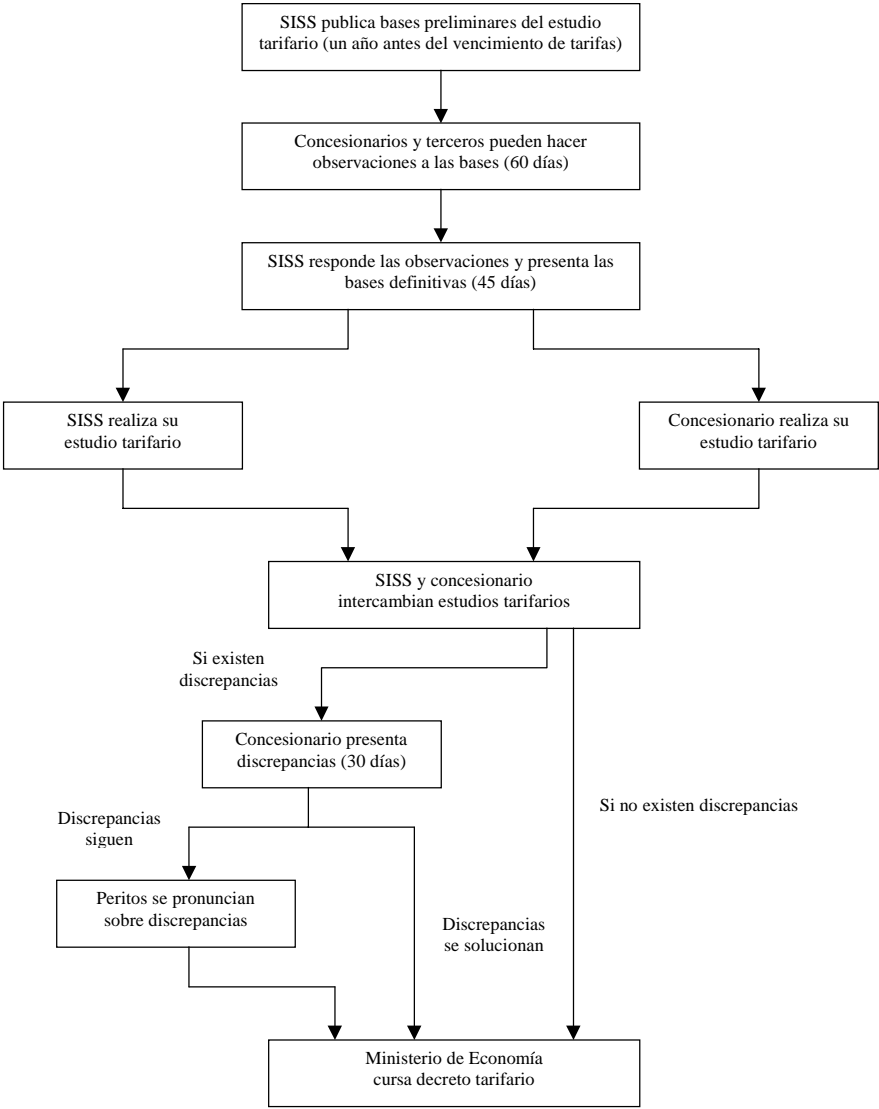 SISS publica bases preliminares del estudio
tarifario (un año antes del vencimiento de tarifas)
Concesionarios y terceros pueden hacer
observaciones a las bases (60 días)
SISS responde las observaciones y presenta las
bases definitivas (45 días)
SISS realiza su
estudio tarifario
Concesionario realiza su
estudio tarifario
SISS y concesionario
intercambian estudios tarifarios
Si existen
discrepancias
Concesionario presenta
discrepancias (30 días)
Si no existen discrepancias
Discrepancias
siguen
Peritos se pronuncian
sobre discrepancias
Discrepancias
se solucionan
Ministerio de Economía
cursa decreto tarifario